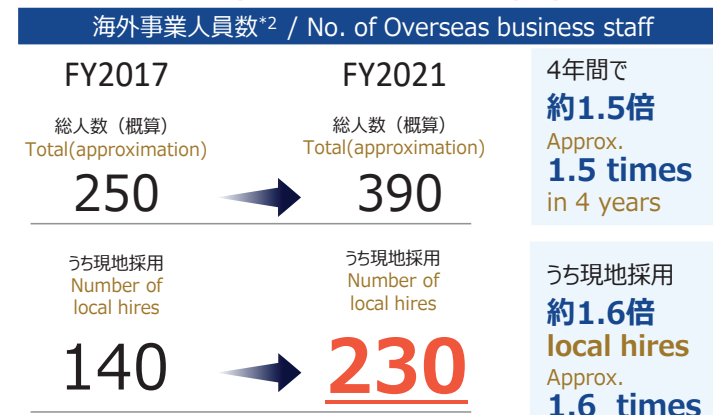 海外事業人員数*2 / No. of Overseas business staff
FY2017
総人数（概算）
Total(approximation)
250
FY2021
総人数（概算）
Total(approximation)
390
4年間で
約1.5倍
Approx.
1.5 times
in 4 years
うち現地採用
Number of
local hires
140
うち現地採用
Number of
local hires
230
うち現地採用
約1.6倍
local hires
Approx.
1.6 times